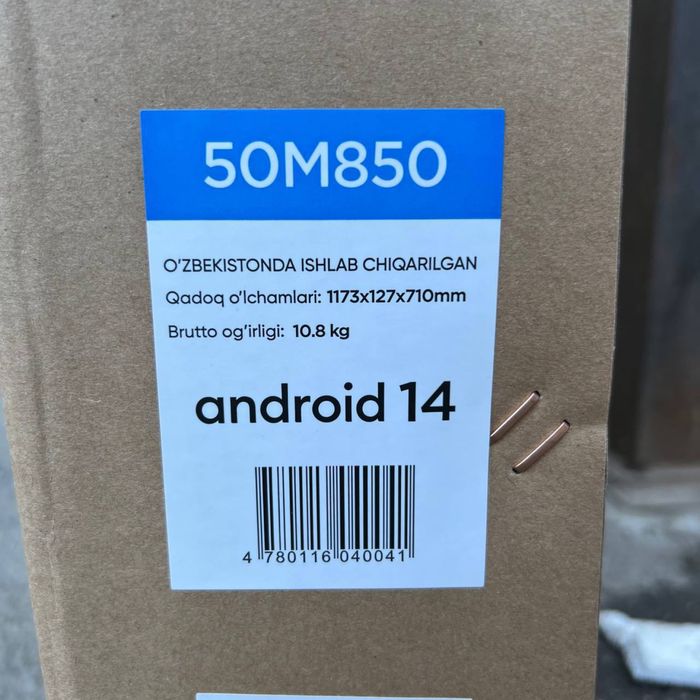 50M850
O'ZBEKISTONDA ISHLAB CHIQARILGAN
Qadoq o'lchamlari: 1173x127x710mm
Brutto og'irligi: 10.8 kg
android 14
4 780116 040041